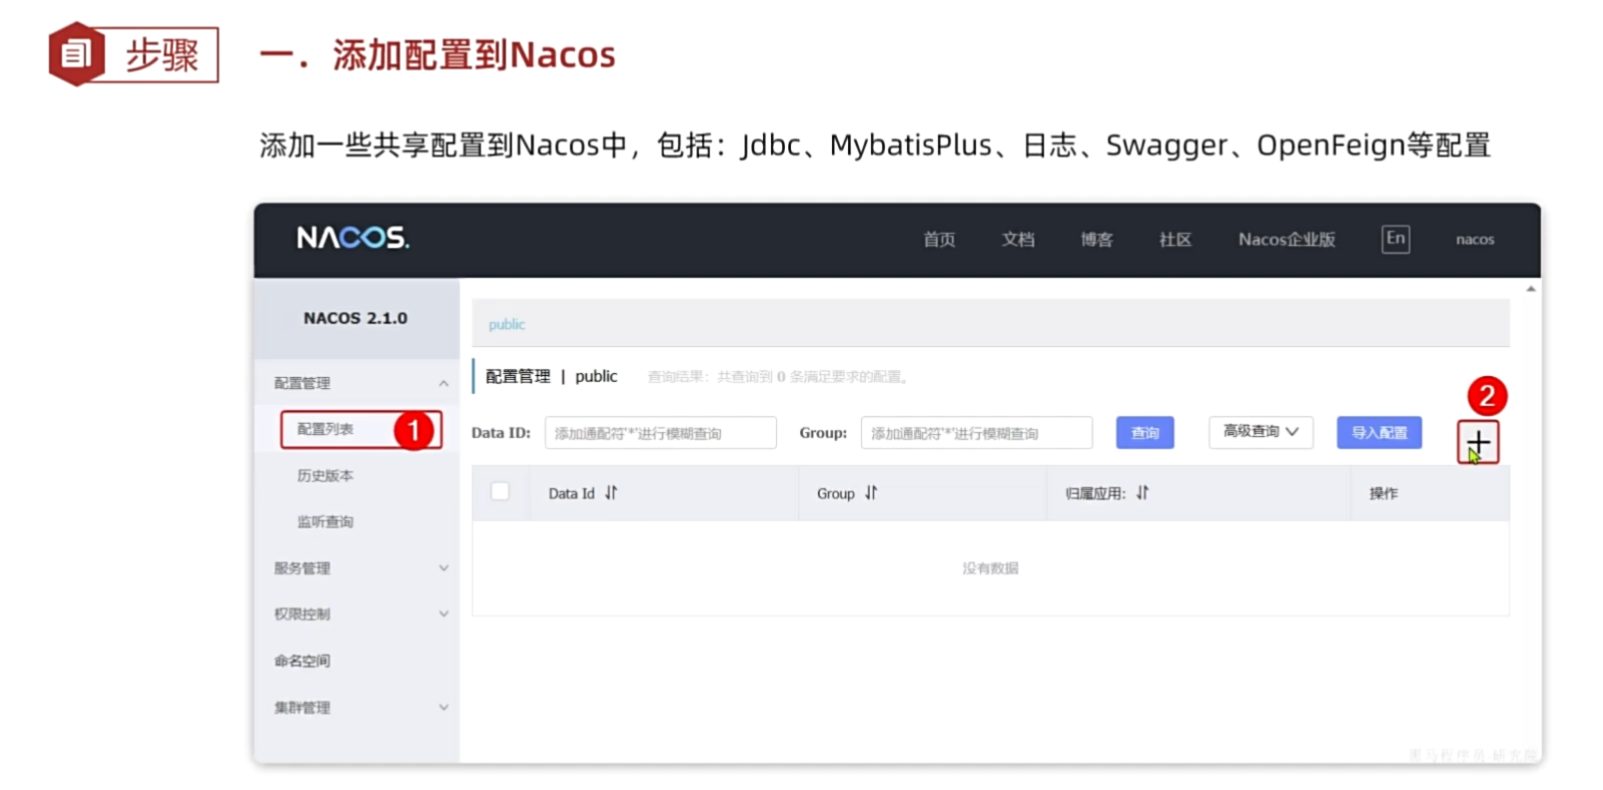 步骤
一．添加配置到Nacos
添加一些共享配置到Nacos中，包括：Jdbc、MybatisPlus、日志、Swagger、OpenFeign等配置
NACOS.
首页 文档 博客 社区 Nacos企业版 En nacos
NACOS 2.1.0
public
配置管理
配置管理 | public 查询结果：共查询到 0 条满足要求的配置。
2
配置列表 1
Data ID: 添加通配符'*'进行模糊查询 Group: 添加通配符'*'进行模糊查询 查询 高级查询 导入配置 +
历史版本
Data Id Group 归属应用: 操作
监听查询
服务管理
没有数据
权限控制
命名空间
集群管理
黑马程序员-研究院